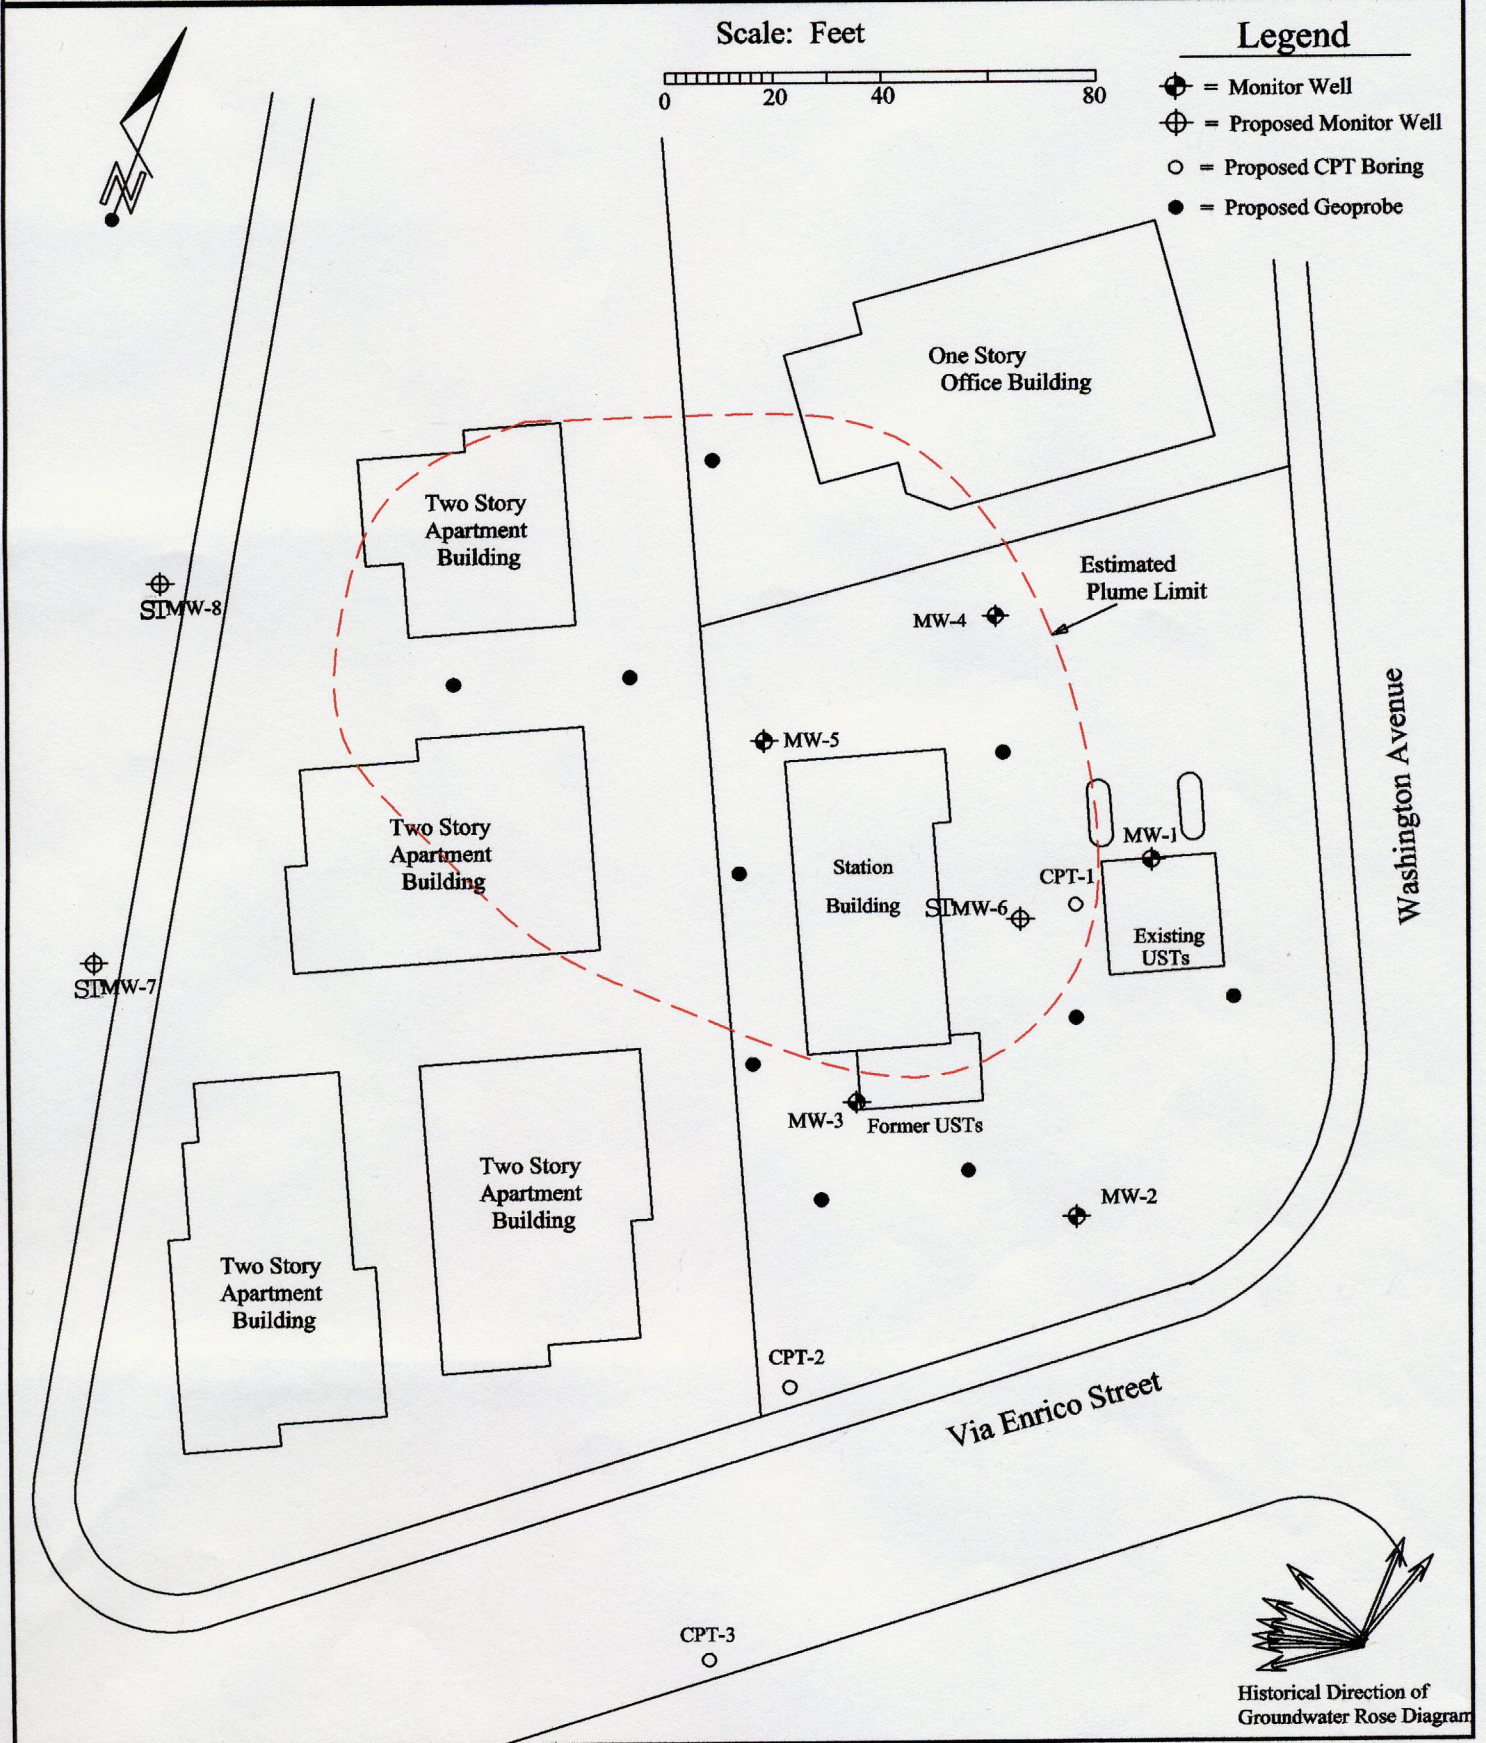 Scale: Feet
0 20 40 80
Legend
= Monitor Well
= Proposed Monitor Well
= Proposed CPT Boring
= Proposed Geoprobe
N
One Story
Office Building
Two Story
Apartment
Building
Estimated
Plume Limit
STMW-8
MW-4
MW-5
Washington Avenue
Two Story
Apartment
Building
MW-1
Station
Building
CPT-1
STMW-6
Existing
USTs
STMW-7
MW-3
Former USTs
Two Story
Apartment
Building
MW-2
Two Story
Apartment
Building
CPT-2
Via Enrico Street
CPT-3
Historical Direction of
Groundwater Rose Diagram